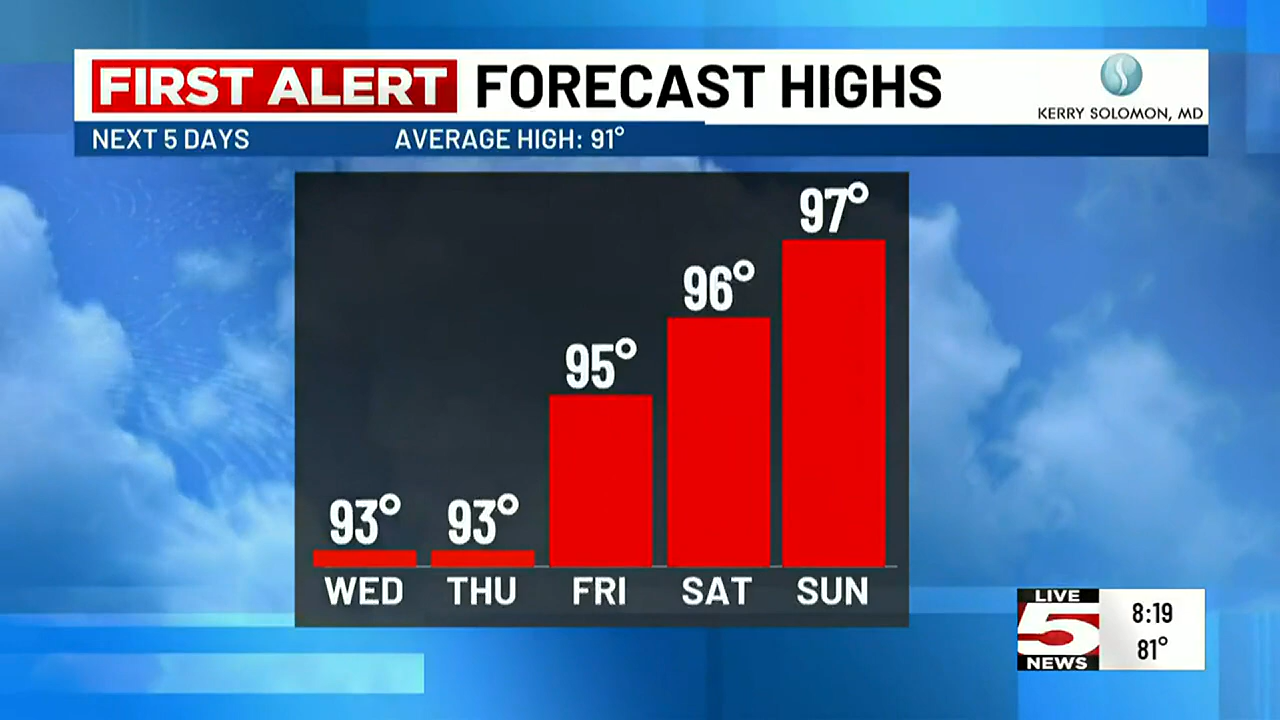 FIRST ALERT FORECAST HIGHS
KERRY SOLOMON, MD
NEXT 5 DAYS AVERAGE HIGH: 91°
97°
96°
95°
93° 93°
WED THU FRI SAT SUN
LIVE
5
NEWS
8:19
81°